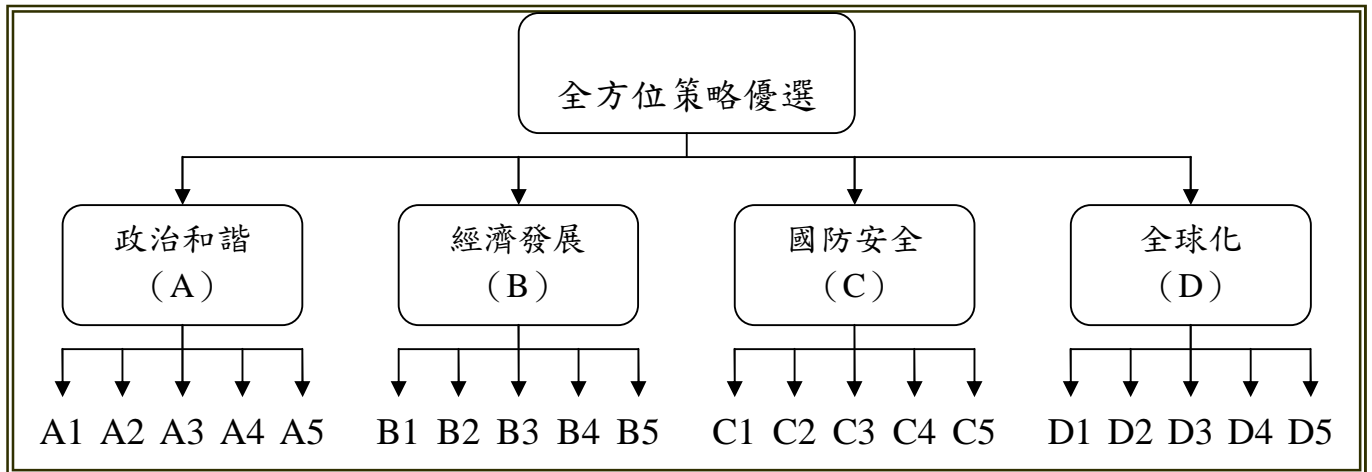 全方位策略優選
政治和諧
（A）
經濟發展
（B）
國防安全
（C）
全球化
（D）
A1 A2 A3 A4 A5
B1 B2 B3 B4 B5
C1 C2 C3 C4 C5
D1 D2 D3 D4 D5